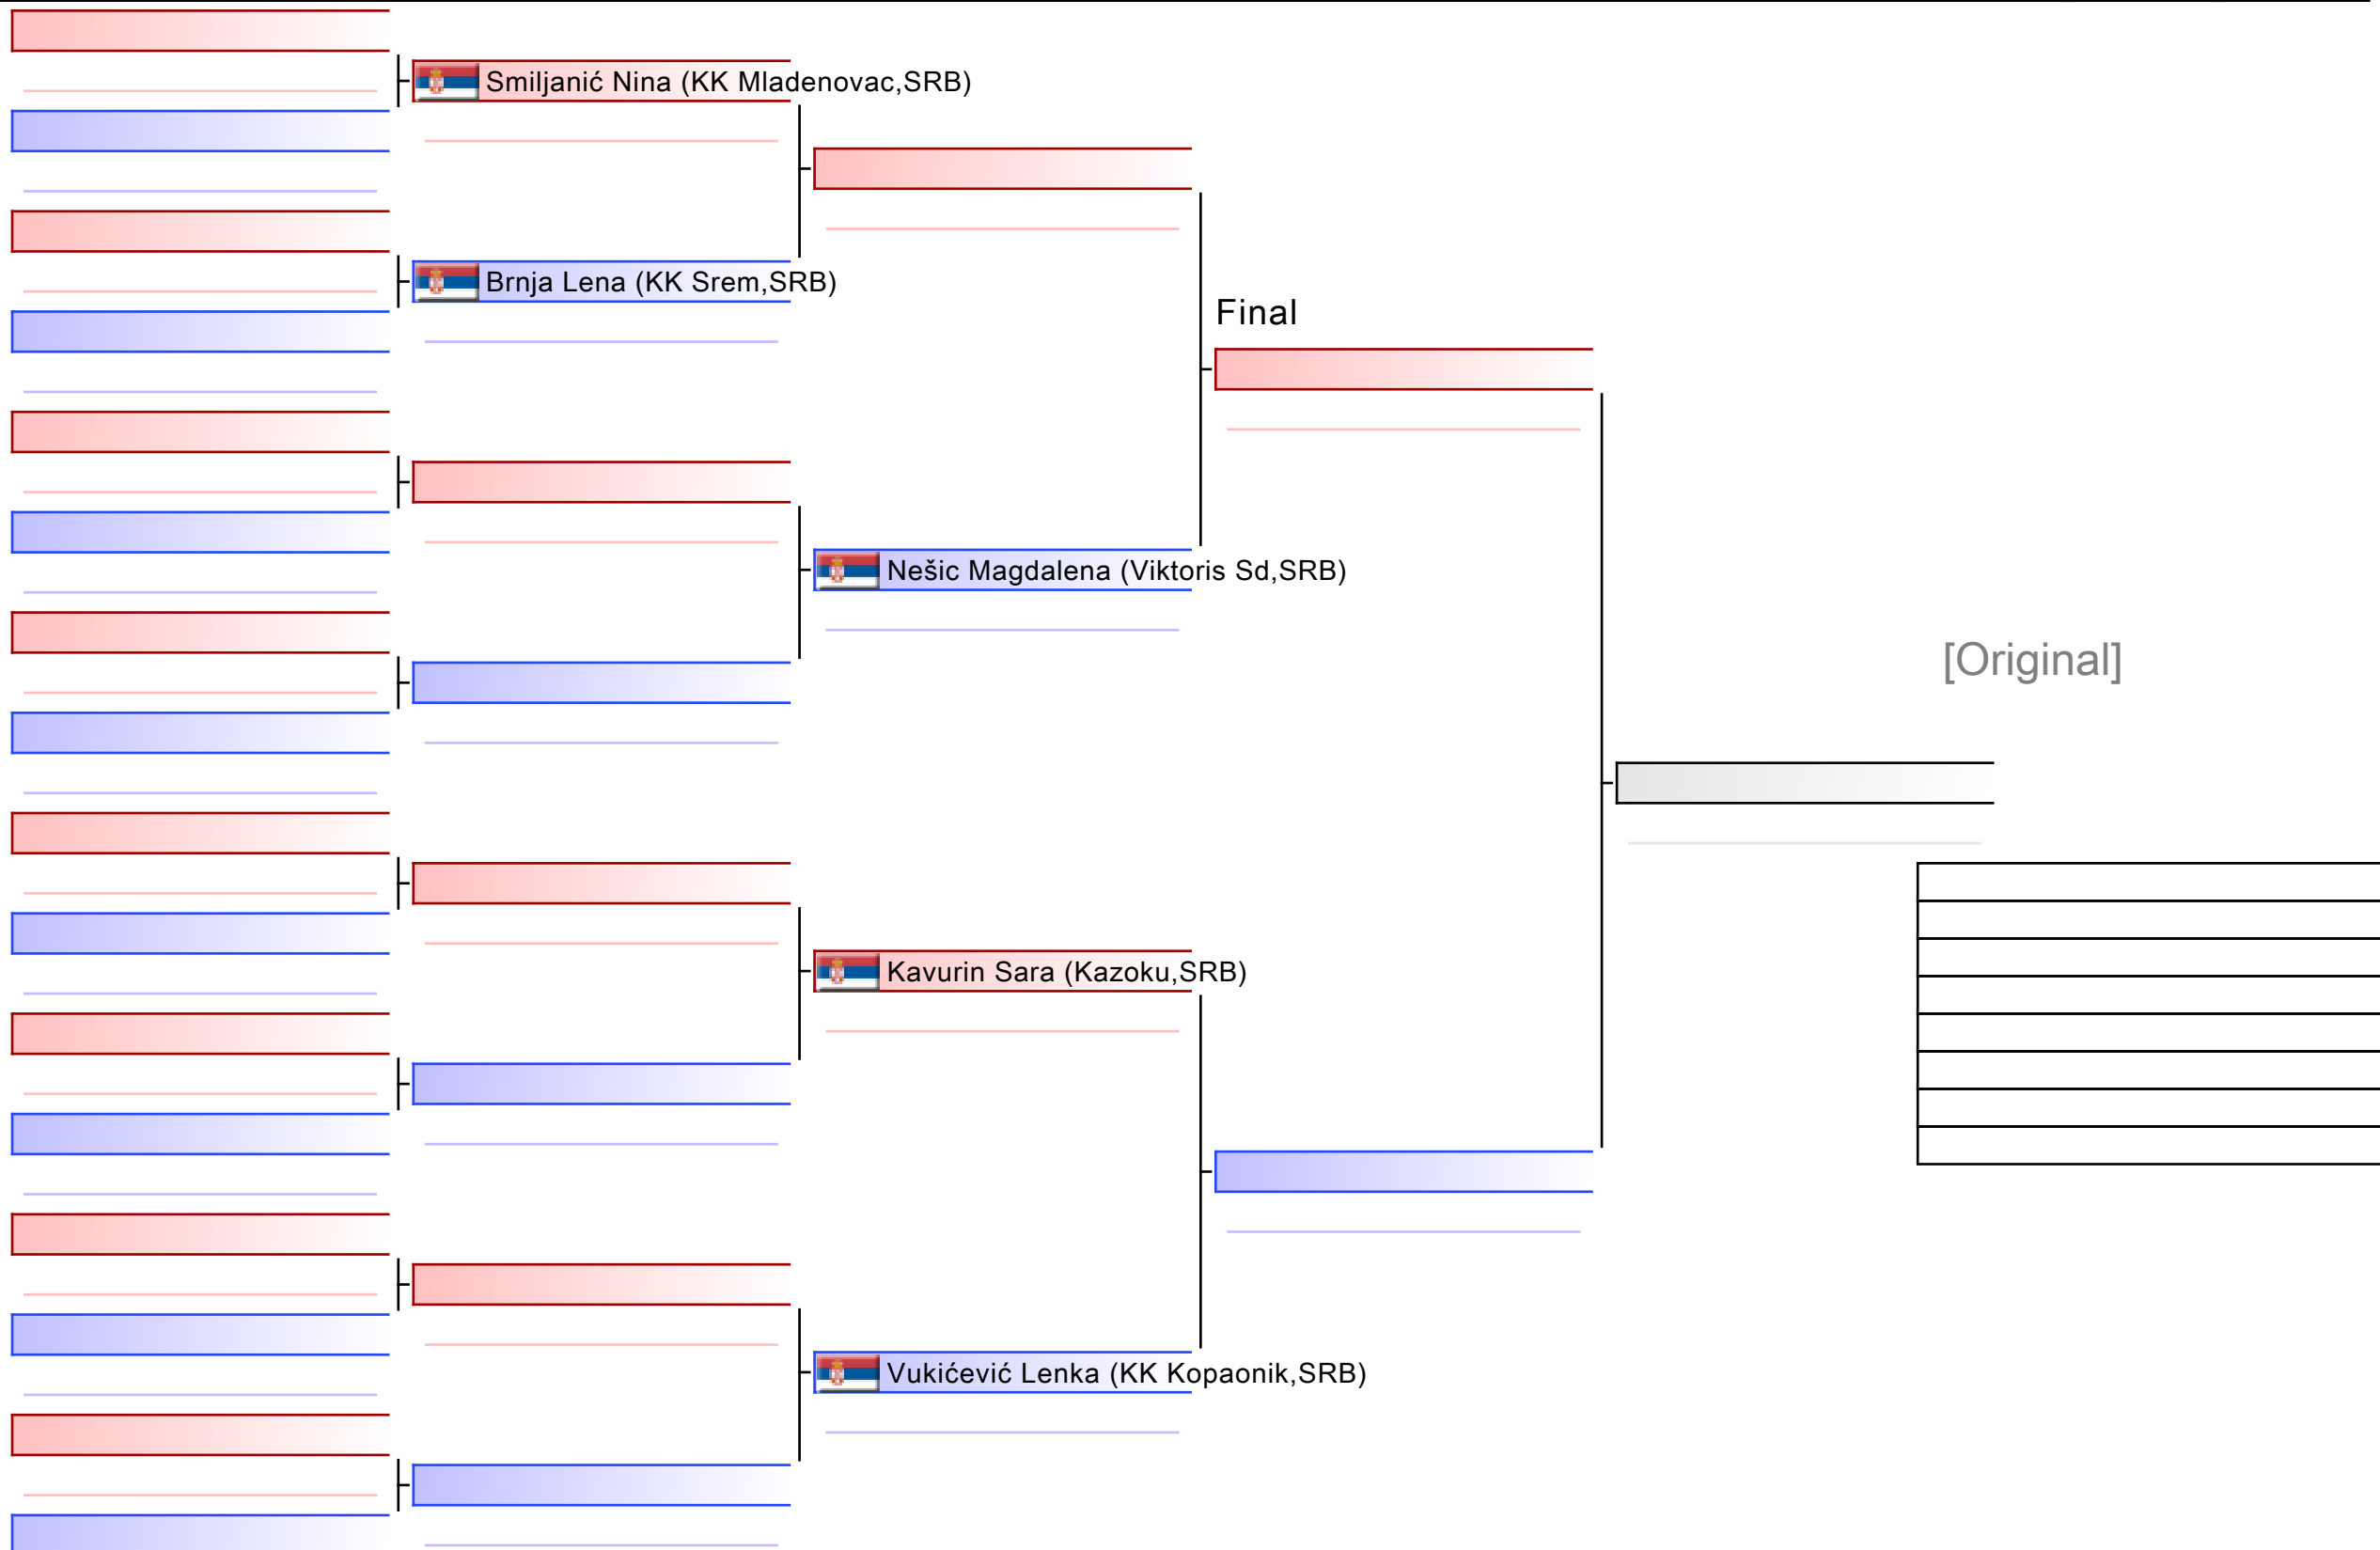 Smiljanić Nina (KK Mladenovac,SRB)
Brnja Lena (KK Srem,SRB)
Final
Nešic Magdalena (Viktoris Sd,SRB)
[Original]
Kavurin Sara (Kazoku,SRB)
Vukićević Lenka (KK Kopaonik,SRB)